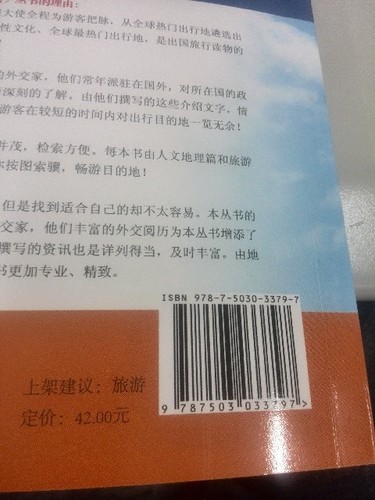 丛书的理由:
大使全程为游客把脉,从全球热门出行地遴选出
性文化、全球最热门出行地,是出国旅行读物的
的外交家,他们常年派驻在国外,对所在国的政
深刻的了解。由他们撰写的这些介绍文字,情
游客在较短的时间内对出行目的地一览无余!
并茂,检索方便。每本书由人文地理篇和旅游
你按图索骥,畅游目的地!
但是找到适合自己的却不太容易。本丛书的
交家,他们丰富的外交阅历为本丛书增添了
撰写的资讯也是详列得当,及时丰富。由地
书更加专业、精致。
ISBN 978-7-5030-3379-7
9 787503 033797>
上架建议:旅游
定价:42.00元